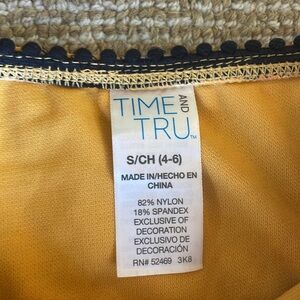 TIME AND
TRU™
S/CH (4-6)
MADE IN/HECHO EN
CHINA
82% NYLON
18% SPANDEX
EXCLUSIVE OF
DECORATION
EXCLUSIVO DE
DECORACIÓN
RN# 52469 3K8